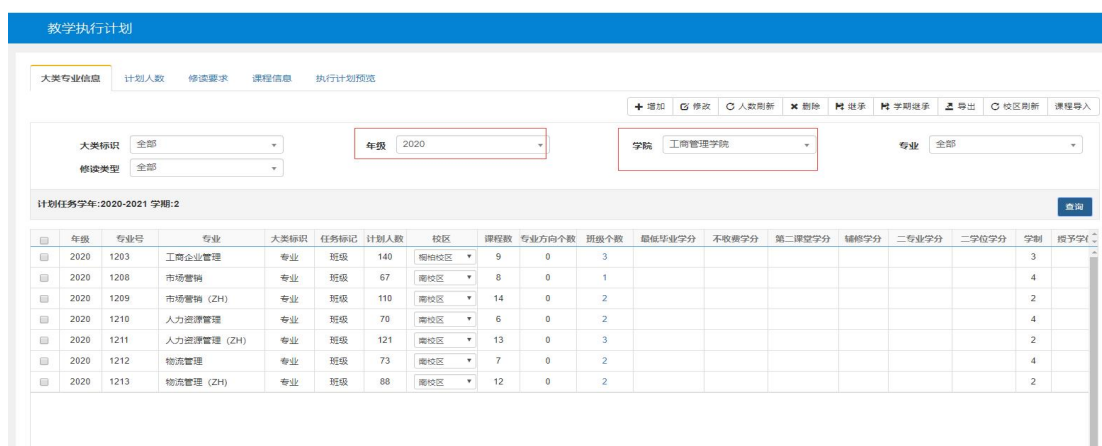 教学执行计划
大类专业信息 计划人数 修读要求 课程信息 执行计划预览
增加 修改 人数刷新 删除 继承 学期继承 导出 校区刷新 课程导入
大类标识 全部 年级 2020 学院 工商管理学院 专业 全部
修读类型 全部
计划任务学年:2020-2021 学期:2 查询
年级 专业号 专业 大类标识 任务标记 计划人数 校区 课程数 专业方向个数 班级个数 最低毕业学分 不收费学分 第二课堂学分 辅修学分 二专业学分 二学位学分 学制 授予学位
2020 1203 工商企业管理 专业 班级 140 梅柏校区 9 0 3 3
2020 1208 市场营销 专业 班级 67 南校区 8 0 1 4
2020 1209 市场营销 (ZH) 专业 班级 110 南校区 14 0 2 2
2020 1210 人力资源管理 专业 班级 70 南校区 6 0 2 4
2020 1211 人力资源管理 (ZH) 专业 班级 121 南校区 13 0 3 2
2020 1212 物流管理 专业 班级 73 南校区 7 0 2 4
2020 1213 物流管理 (ZH) 专业 班级 88 南校区 12 0 2 2